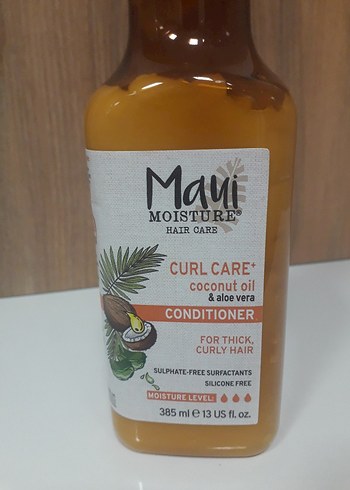 Maui
MOISTURE®
HAIR CARE
CURL CARE+
coconut oil
& aloe vera
CONDITIONER
FOR THICK,
CURLY HAIR
SULPHATE-FREE SURFACTANTS
SILICONE FREE
MOISTURE LEVEL:
385 ml e 13 US fl. oz.